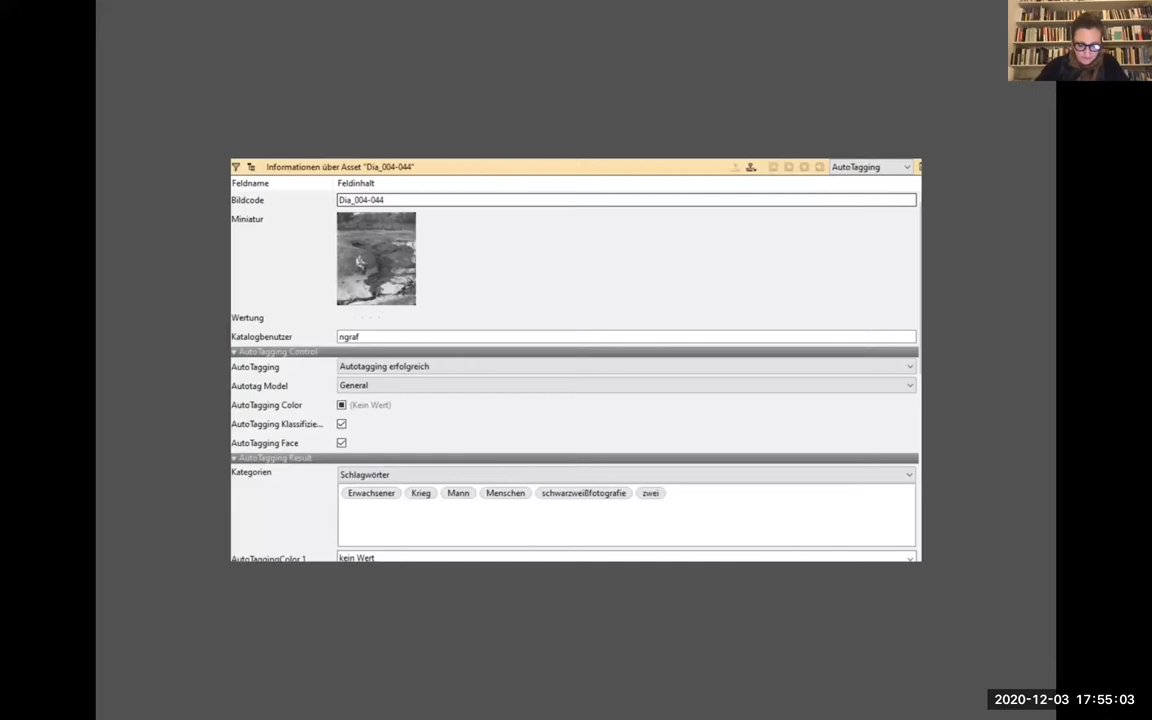 Informationen über Asset "Dia_004-044"
AutoTagging
Feldname
Feldinhalt
Bildcode
Dia_004-044
Miniatur
Wertung
Katalogbenutzer
ngraf
AutoTagging Control
AutoTagging
Autotagging erfolgreich
Autotag Model
General
AutoTagging Color
(Kein Wert)
AutoTagging Klassifizie...
AutoTagging Face
AutoTagging Result
Kategorien
Schlagwörter
Erwachsener Krieg Mann Menschen schwarzweißfotografie zwei
AutoTaggingColor 1
kein Wert
2020-12-03 17:55:03